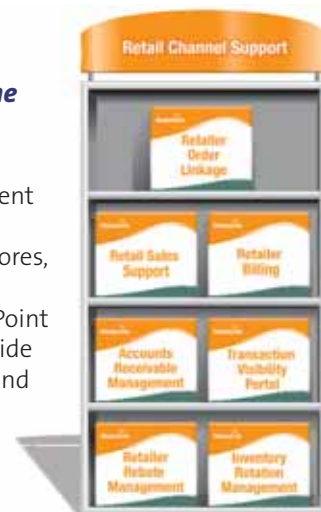 ne
ent
ores,
Point
ide
nd
Retail Channel Support
Retailer
Order
Linkage
Retail Sales
Support
Retailer
Billing
Accounts
Receivable
Management
Transaction
Visibility
Portal
Retailer
Rebate
Management
Inventory
Rotation
Management